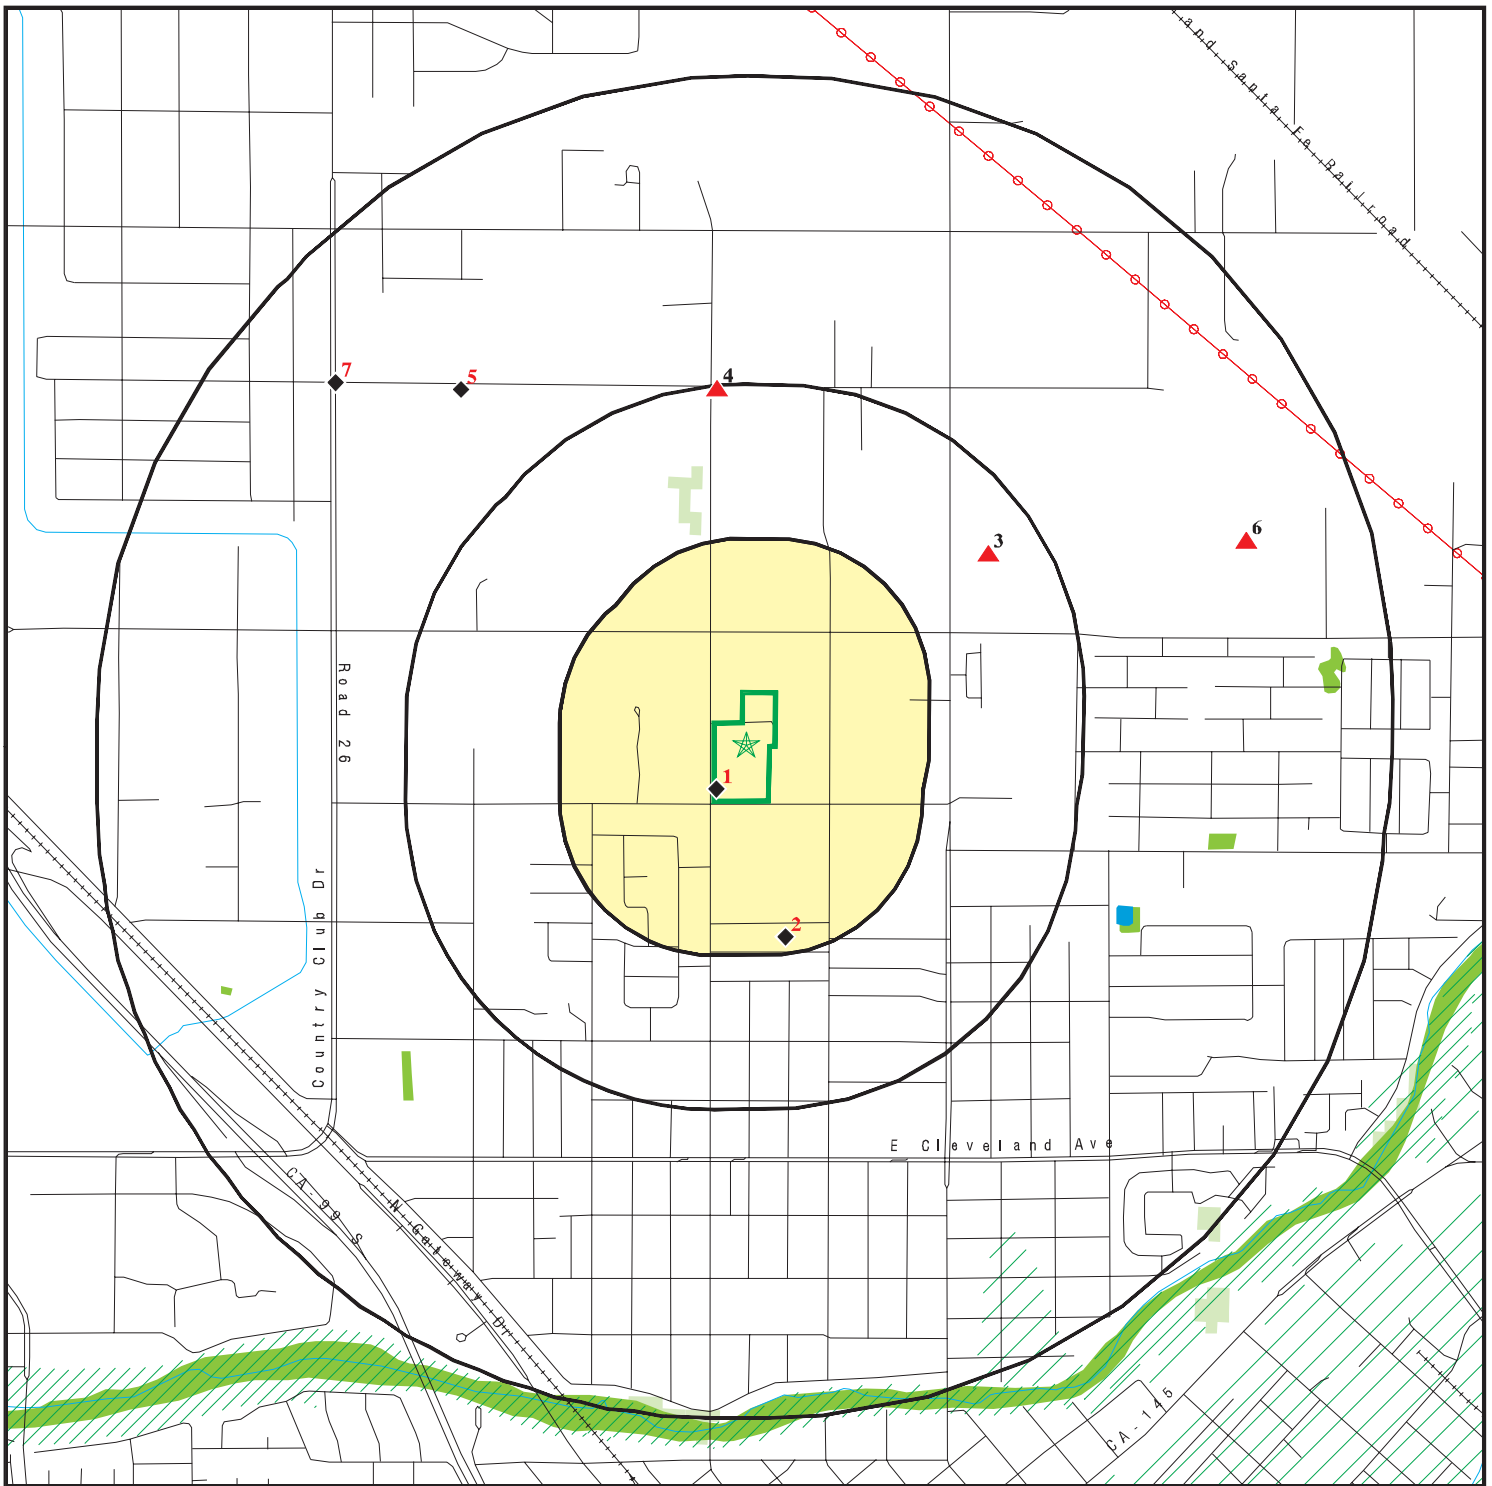 and Santa Fe Railroad
7
5
4
3
6
Road 26
1
2
Country Club Dr
E Cleveland Ave
CA-99 S
N Gateway Dr
CA-145